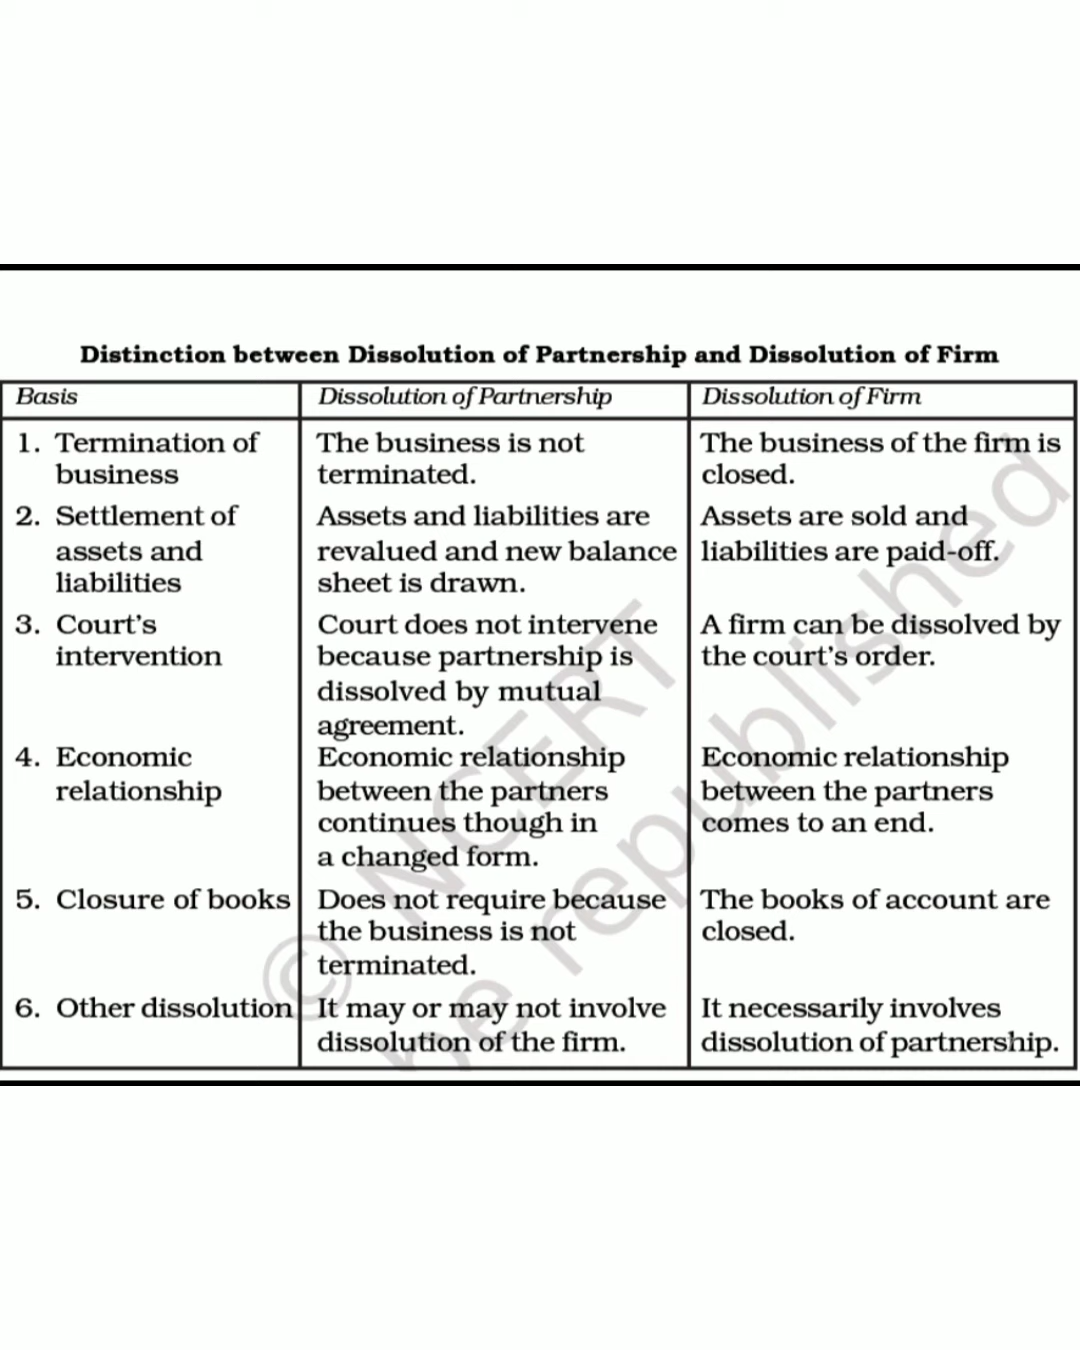 Distinction between Dissolution of Partnership and Dissolution of Firm
Basis
Dissolution of Partnership
Dissolution of Firm
1. Termination of
business
The business is not
terminated.
The business of the firm is
closed.
2. Settlement of
assets and
liabilities
Assets and liabilities are
revalued and new balance
sheet is drawn.
Assets are sold and
liabilities are paid-off.
3. Court's
intervention
Court does not intervene
because partnership is
dissolved by mutual
agreement.
A firm can be dissolved by
the court's order.
4. Economic
relationship
Economic relationship
between the partners
continues though in
a changed form.
Economic relationship
between the partners
comes to an end.
5. Closure of books
Does not require because
the business is not
terminated.
The books of account are
closed.
6. Other dissolution
It may or may not involve
dissolution of the firm.
It necessarily involves
dissolution of partnership.
© NCERT
be republished